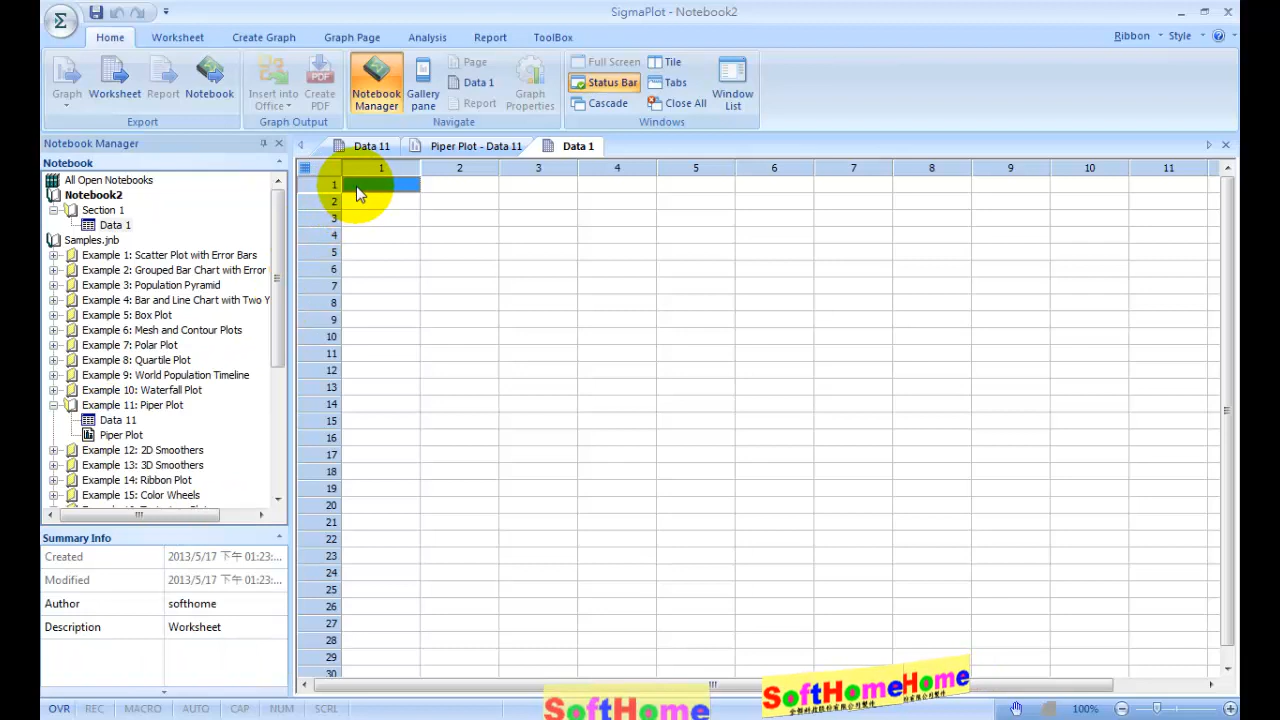 SigmaPlot - Notebook2
Home Worksheet Create Graph Graph Page Analysis Report ToolBox Ribbon Style
Graph Worksheet Report Notebook
Export
Insert into Office Create PDF
Graph Output
Notebook Manager Gallery pane Page Data 1 Report Graph Properties
Navigate
Full Screen Status Bar Cascade Tile Tabs Close All Window List
Windows
Notebook Manager
Data 11 Piper Plot - Data 11 Data 1
Notebook
All Open Notebooks
Notebook2
Section 1
Data 1
Samples.jnb
Example 1: Scatter Plot with Error Bars
Example 2: Grouped Bar Chart with Error
Example 3: Population Pyramid
Example 4: Bar and Line Chart with Two Y
Example 5: Box Plot
Example 6: Mesh and Contour Plots
Example 7: Polar Plot
Example 8: Quartile Plot
Example 9: World Population Timeline
Example 10: Waterfall Plot
Example 11: Piper Plot
Data 11
Piper Plot
Example 12: 2D Smoothers
Example 13: 3D Smoothers
Example 14: Ribbon Plot
Example 15: Color Wheels
Summary Info
Created 2013/5/17 下午 01:23:...
Modified 2013/5/17 下午 01:23:...
Author softhome
Description Worksheet
1 2 3 4 5 6 7 8 9 10 11
1
2
3
4
5
6
7
8
9
10
11
12
13
14
15
16
17
18
19
20
21
22
23
24
25
26
27
28
29
30
SoftHome
SoftHomeHome
OVR REC MACRO AUTO CAP NUM SCRL 100%